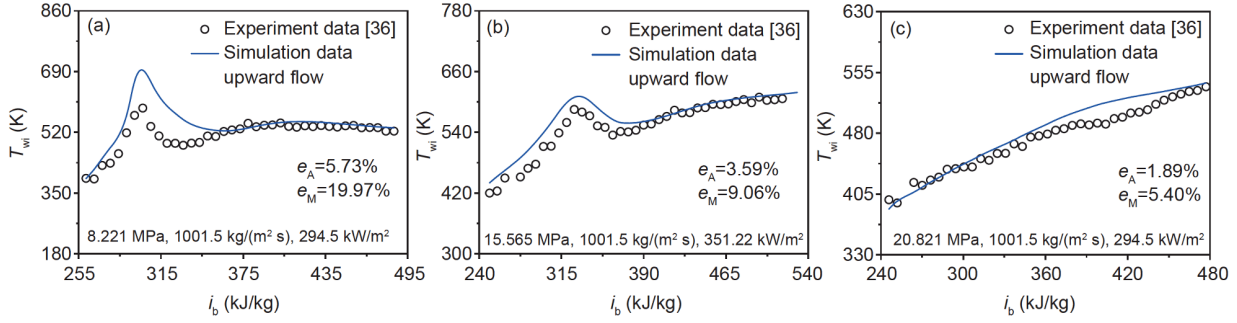 (a)
Experiment data [36]
Simulation data
upward flow
860
690
520
350
180
T_wi (K)
e_A=5.73%
e_M=19.97%
8.221 MPa, 1001.5 kg/(m² s), 294.5 kW/m²
255 315 375 435 495
i_b (kJ/kg)
(b)
Experiment data [36]
Simulation data
upward flow
780
660
540
420
300
T_wi (K)
e_A=3.59%
e_M=9.06%
15.565 MPa, 1001.5 kg/(m² s), 351.22 kW/m²
240 315 390 465 540
i_b (kJ/kg)
(c)
Experiment data [36]
Simulation data
upward flow
630
555
480
405
330
T_wi (K)
e_A=1.89%
e_M=5.40%
20.821 MPa, 1001.5 kg/(m² s), 294.5 kW/m²
240 300 360 420 480
i_b (kJ/kg)